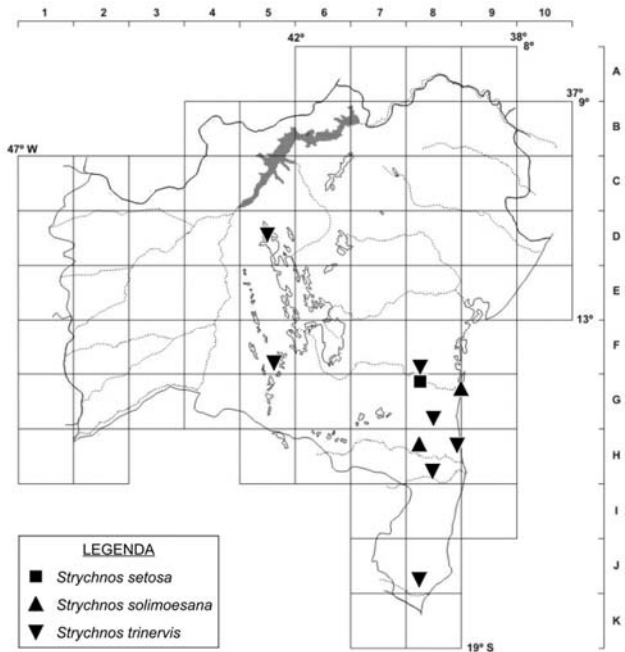 1 2 3 4 5 6 7 8 9 10
42° 38°
8°
A
37°
9°
B
47° W
C
D
E
13°
F
G
H
I
LEGENDA
Strychnos setosa
J
Strychnos solimoesana
Strychnos trinervis
K
19° S